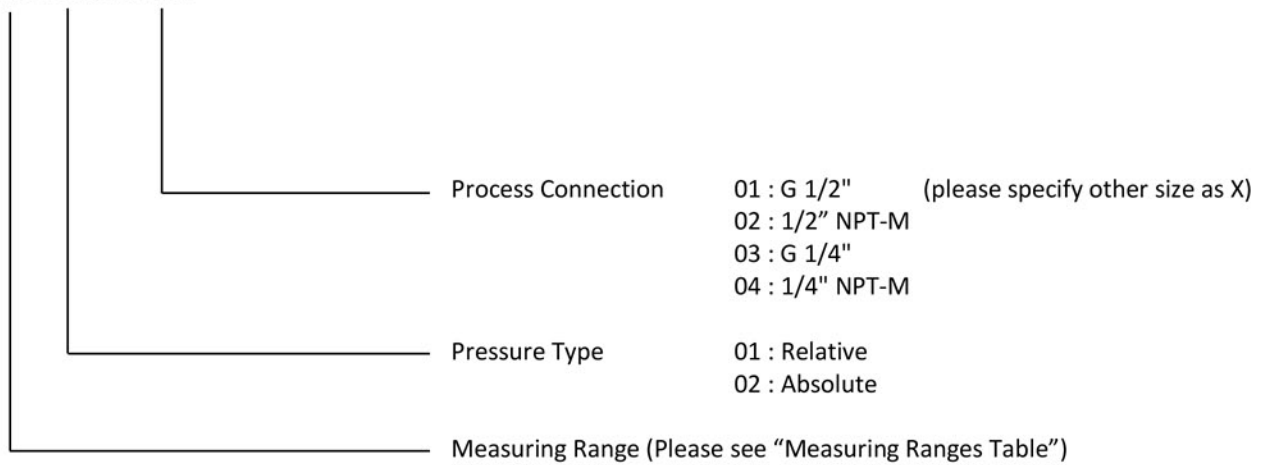 Process Connection 01 : G 1/2" (please specify other size as X)
02 : 1/2” NPT-M
03 : G 1/4"
04 : 1/4" NPT-M
Pressure Type 01 : Relative
02 : Absolute
Measuring Range (Please see “Measuring Ranges Table”)